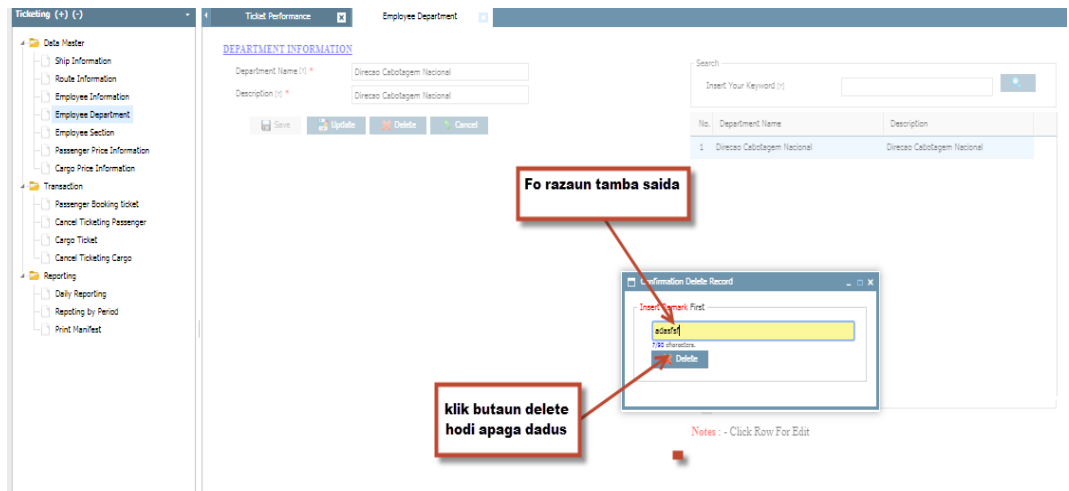 Ticketing (+) (-)
Ticket Performance
Employee Department
Data Master
Ship Information
Route Information
Employee Information
Employee Department
Employee Section
Passenger Price Information
Cargo Price Information
Transaction
Passenger Booking ticket
Cancel Ticketing Passenger
Cargo Ticket
Cancel Ticketing Cargo
Reporting
Daily Reporting
Repoting by Period
Print Manifest
DEPARTMENT INFORMATION
Department Name [?] * Direcao Cabotagem Nacional
Description [?] * Direcao Cabotagem Nacional
Save Update Delete Cancel
Search
Insert Your Keyword [?]
No. Department Name Description
1 Direcao Cabotagem Nacional Direcao Cabotagem Nacional
Fo razaun tamba saida
Confirmation Delete Record
Insert Remark First
7/50 characters.
Delete
klik butaun delete
hodi apaga dadus
Notes : - Click Row For Edit